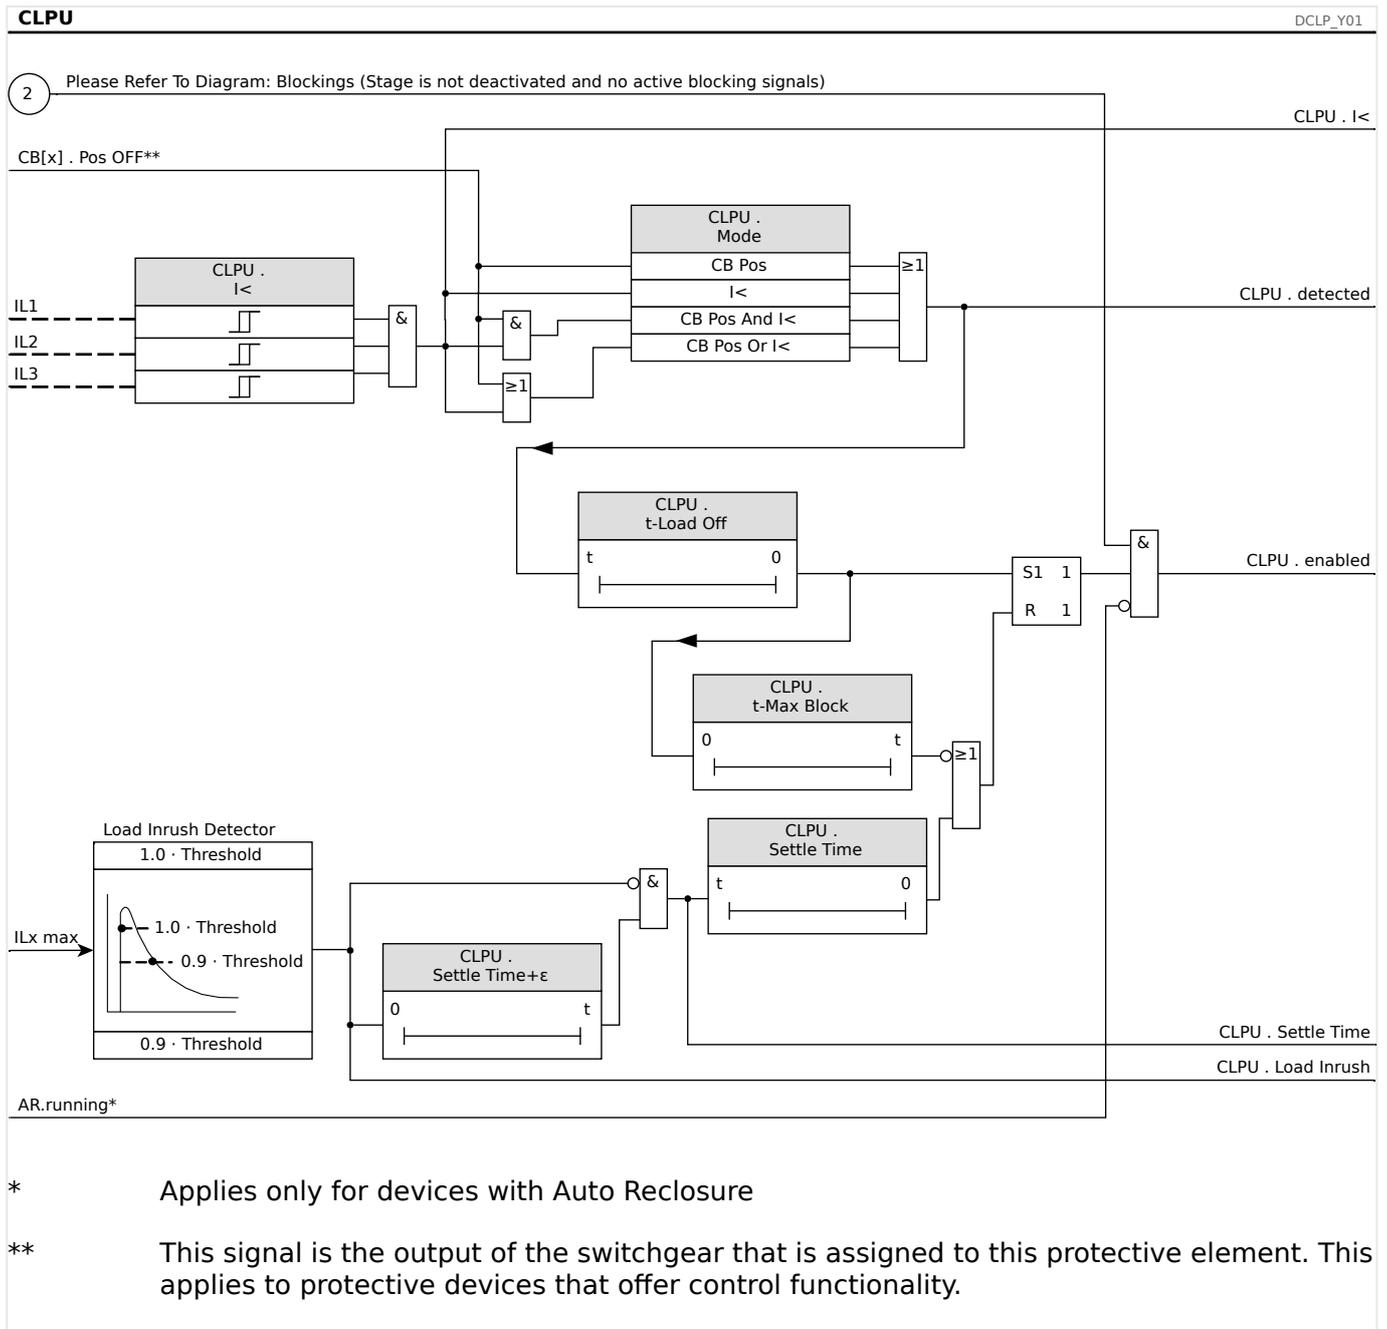 CLPU
DCLP_Y01
2
Please Refer To Diagram: Blockings (Stage is not deactivated and no active blocking signals)
CLPU . I<
CB[x] . Pos OFF**
CLPU .
Mode
CB Pos
I<
CB Pos And I<
CB Pos Or I<
≥1
CLPU .
I<
IL1
IL2
IL3
&
&
≥1
CLPU . detected
CLPU .
t-Load Off
t 0
S1 1
R 1
&
CLPU . enabled
CLPU .
t-Max Block
0 t
≥1
Load Inrush Detector
1.0 · Threshold
1.0 · Threshold
0.9 · Threshold
0.9 · Threshold
ILx max
&
CLPU .
Settle Time
t 0
CLPU .
Settle Time+ε
0 t
CLPU . Settle Time
CLPU . Load Inrush
AR.running*
* Applies only for devices with Auto Reclosure
** This signal is the output of the switchgear that is assigned to this protective element. This
applies to protective devices that offer control functionality.